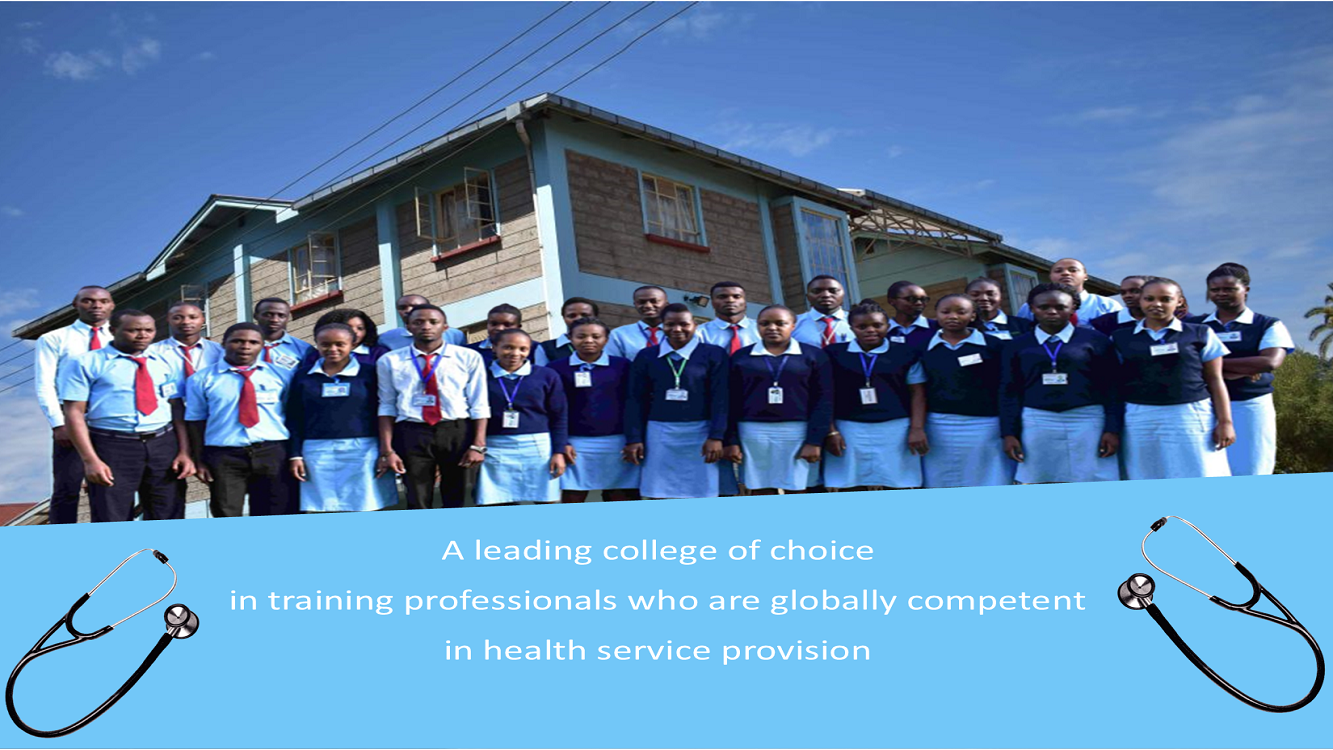 A leading college of choice
in training professionals who are globally competent
in health service provision